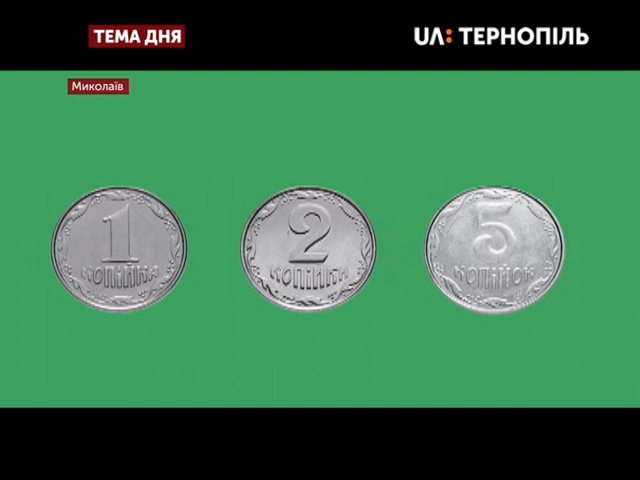 ТЕМА ДНЯ
UA: ТЕРНОПІЛЬ
Миколаїв
1
КОПІЙКА
2
КОПІЙКИ
5
КОПІЙОК